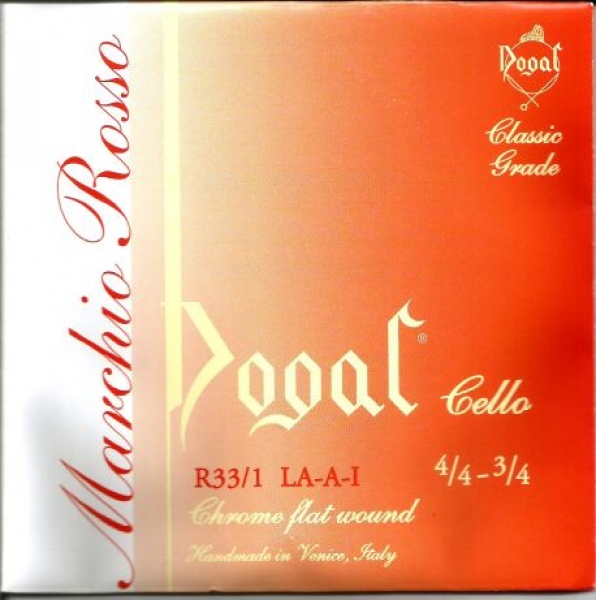 Marchio Rosso
Dogal
Classic
Grade
Dogal®
Cello
R33/1 LA-A-I
4/4-3/4
Chrome flat wound
Handmade in Venice, Italy